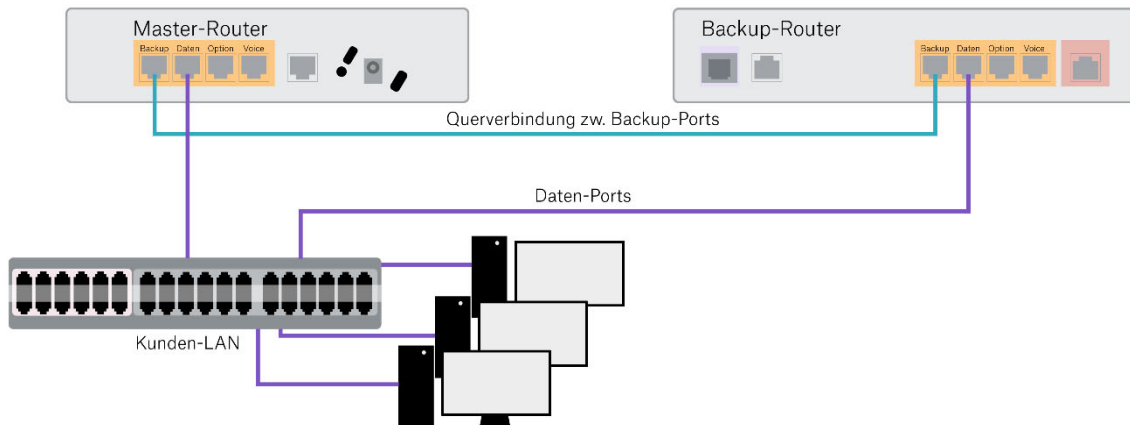 Master-Router
Backup Daten Option Voice
Backup-Router
Backup Daten Option Voice
Querverbindung zw. Backup-Ports
Daten-Ports
Kunden-LAN